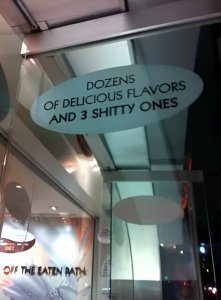 DOZENS
OF DELICIOUS FLAVORS
AND 3 SHITTY ONES
OFF THE EATEN PATH